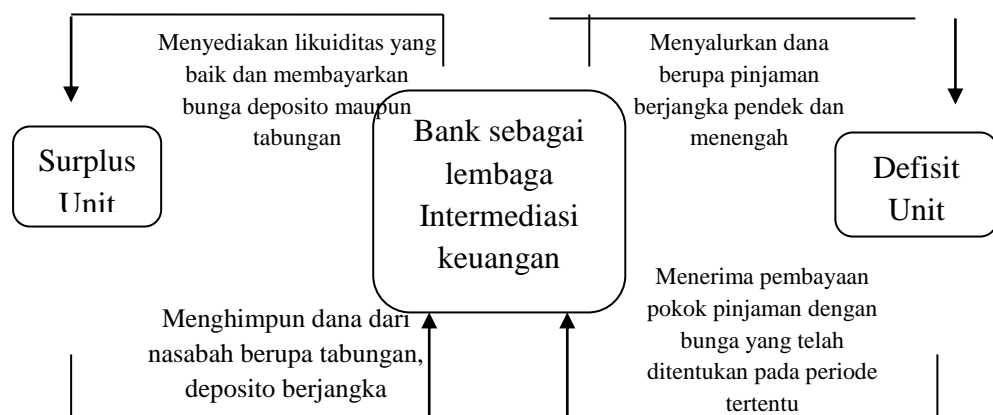 Menyediakan likuiditas yang
baik dan membayarkan
bunga deposito maupun
tabungan
Menyalurkan dana
berupa pinjaman
berjangka pendek dan
menengah
Surplus
Unit
Bank sebagai
lembaga
Intermediasi
keuangan
Defisit
Unit
Menghimpun dana dari
nasabah berupa tabungan,
deposito berjangka
Menerima pembayaan
pokok pinjaman dengan
bunga yang telah
ditentukan pada periode
tertentu